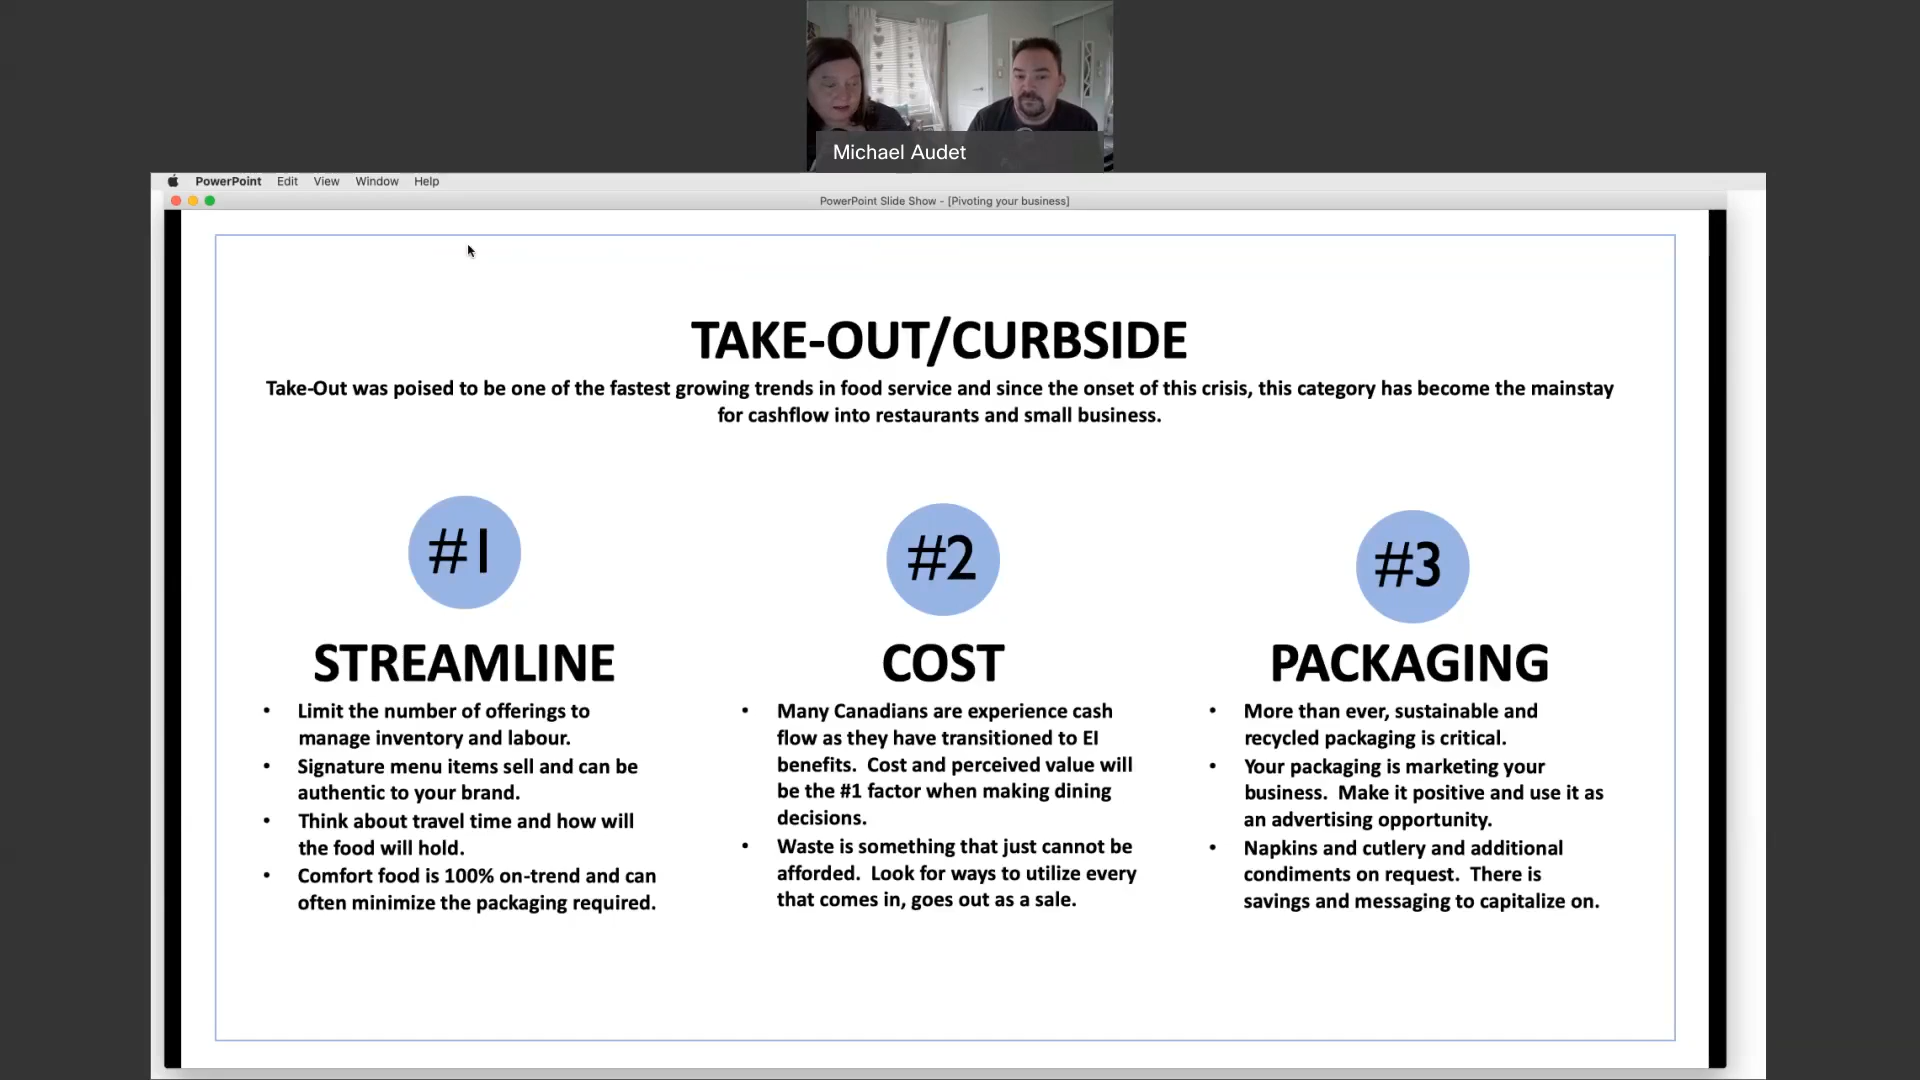 Michael Audet
PowerPoint Edit View Window Help
PowerPoint Slide Show - [Pivoting your business]
TAKE-OUT/CURBSIDE
Take-Out was poised to be one of the fastest growing trends in food service and since the onset of this crisis, this category has become the mainstay
for cashflow into restaurants and small business.
#1
STREAMLINE
• Limit the number of offerings to
manage inventory and labour.
• Signature menu items sell and can be
authentic to your brand.
• Think about travel time and how will
the food will hold.
• Comfort food is 100% on-trend and can
often minimize the packaging required.
#2
COST
• Many Canadians are experience cash
flow as they have transitioned to EI
benefits. Cost and perceived value will
be the #1 factor when making dining
decisions.
• Waste is something that just cannot be
afforded. Look for ways to utilize every
that comes in, goes out as a sale.
#3
PACKAGING
• More than ever, sustainable and
recycled packaging is critical.
• Your packaging is marketing your
business. Make it positive and use it as
an advertising opportunity.
• Napkins and cutlery and additional
condiments on request. There is
savings and messaging to capitalize on.